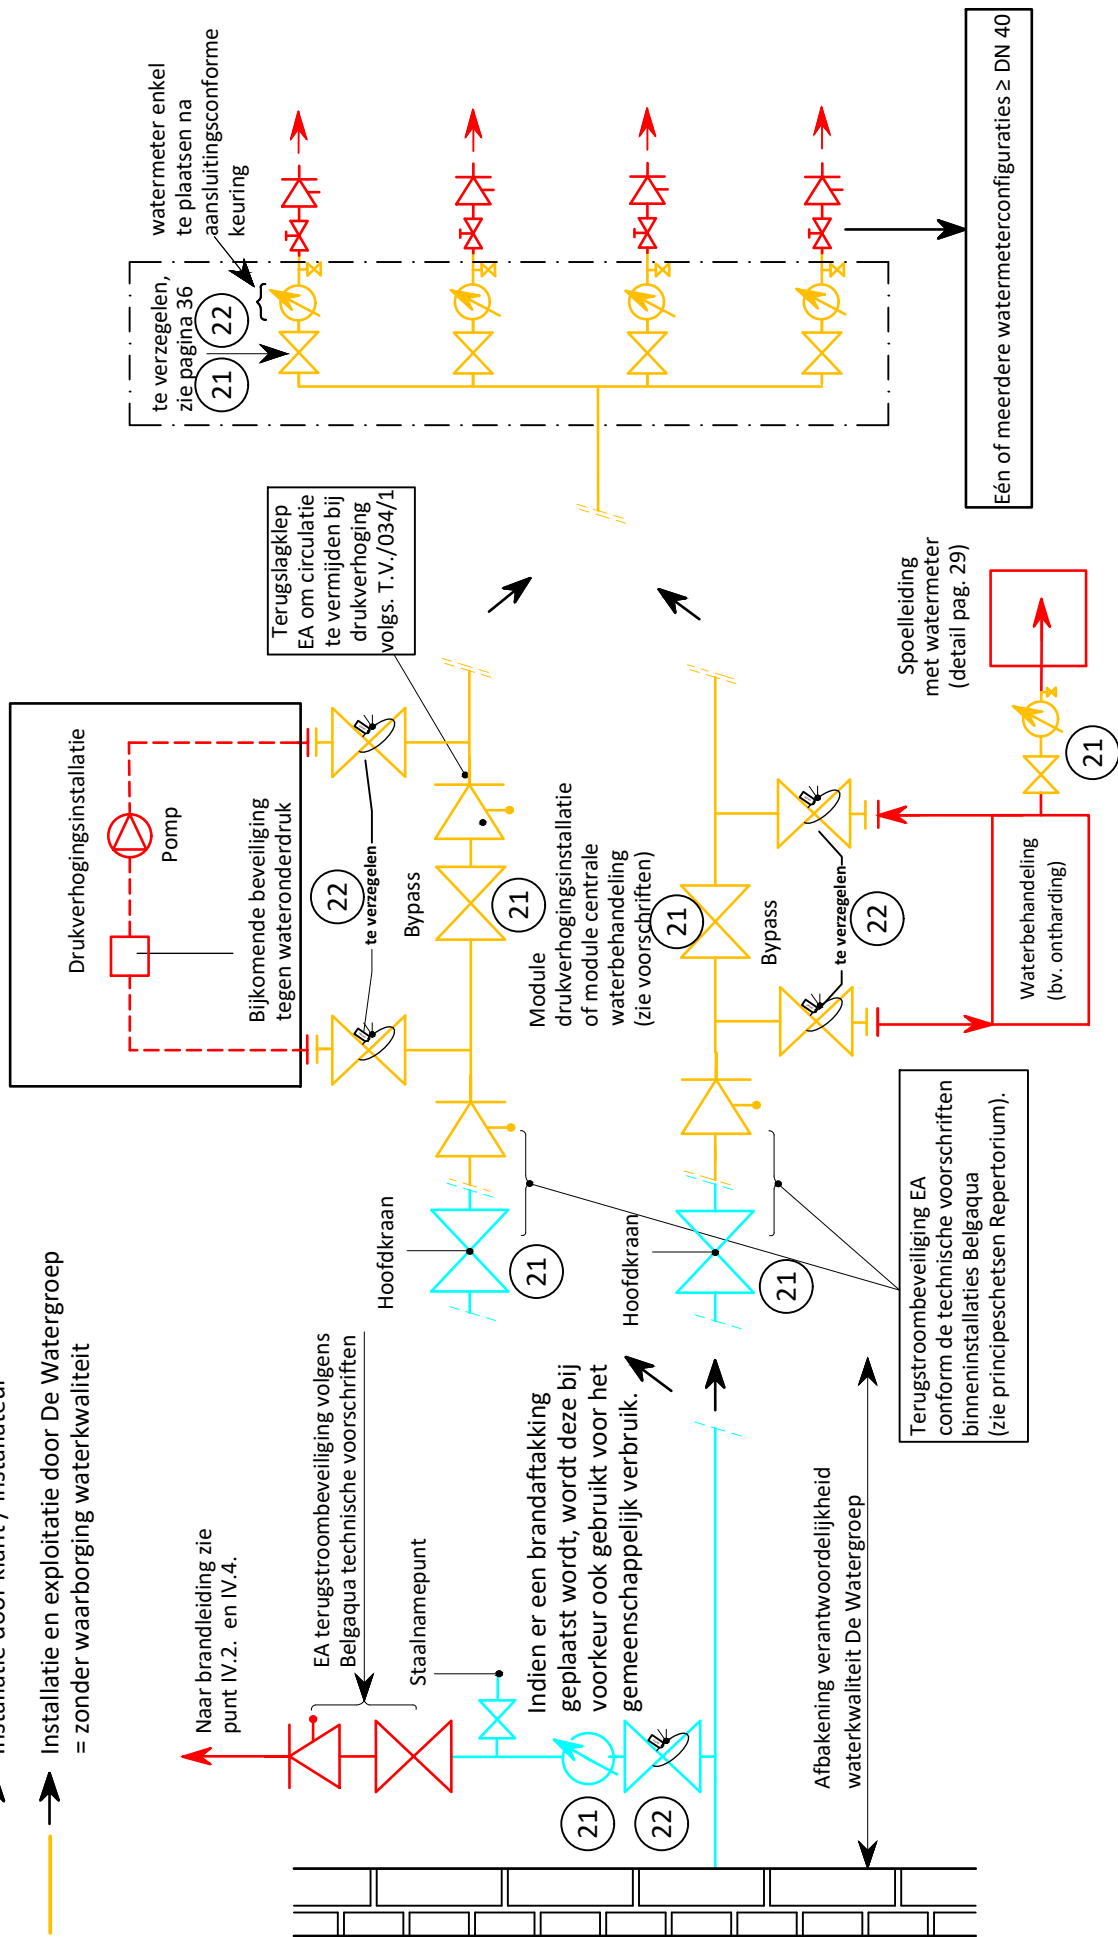 Installatie en exploitatie door De Watergroep
= zonder waarborging waterkwaliteit
Naar brandleiding zie
punt IV.2. en IV.4.
EA terugstroombeveiliging volgens
Belgaqua technische voorschriften
Staalnamepunt
Indien er een brandaftakking
geplaatst wordt, wordt deze bij
voorkeur ook gebruikt voor het
gemeenschappelijk verbruik.
21
22
Afbakening verantwoordelijkheid
waterkwaliteit De Watergroep
Hoofdkraan
21
Hoofdkraan
21
Terugstroombeveiliging EA
conform de technische voorschriften
binneninstallaties Belgaqua
(zie principeschetsen Repertorium).
Drukverhogingsinstallatie
Pomp
Bijkomende beveiliging
tegen wateronderdruk
22
te verzegelen
Bypass
21
Module
drukverhogingsinstallatie
of module centrale
waterbehandeling
(zie voorschriften)
21
Bypass
te verzegelen
22
Waterbehandeling
(bv. ontharding)
Terugslagklep
EA om circulatie
te vermijden bij
drukverhoging
volgs. T.V./034/1
Spoelleiding
met watermeter
(detail pag. 29)
21
te verzegelen,
zie pagina 36
21
22
watermeter enkel
te plaatsen na
aansluitingsconforme
keuring
Eén of meerdere watermeterconfiguraties ≥ DN 40